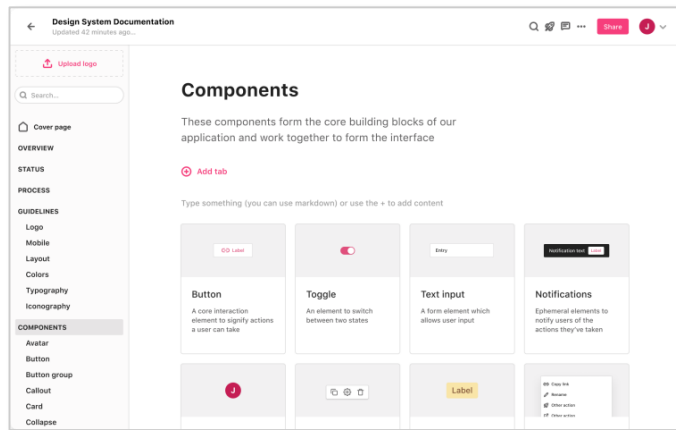 Design System Documentation
Updated 42 minutes ago...
Share
J
Upload logo
Search...
Cover page
OVERVIEW
STATUS
PROCESS
GUIDELINES
Logo
Mobile
Layout
Colors
Typography
Iconography
COMPONENTS
Avatar
Button
Button group
Callout
Card
Collapse
Components
These components form the core building blocks of our
application and work together to form the interface
Add tab
Type something (you can use markdown) or use the + to add content
Label
Button
A core interaction
element to signify actions
a user can take
Toggle
An element to switch
between two states
Entry
Text input
A form element which
allows user input
Notification text
Label
Notifications
Ephemeral elements to
notify users of the
actions they've taken
J
Label
Copy link
Rename
Other action
Other action